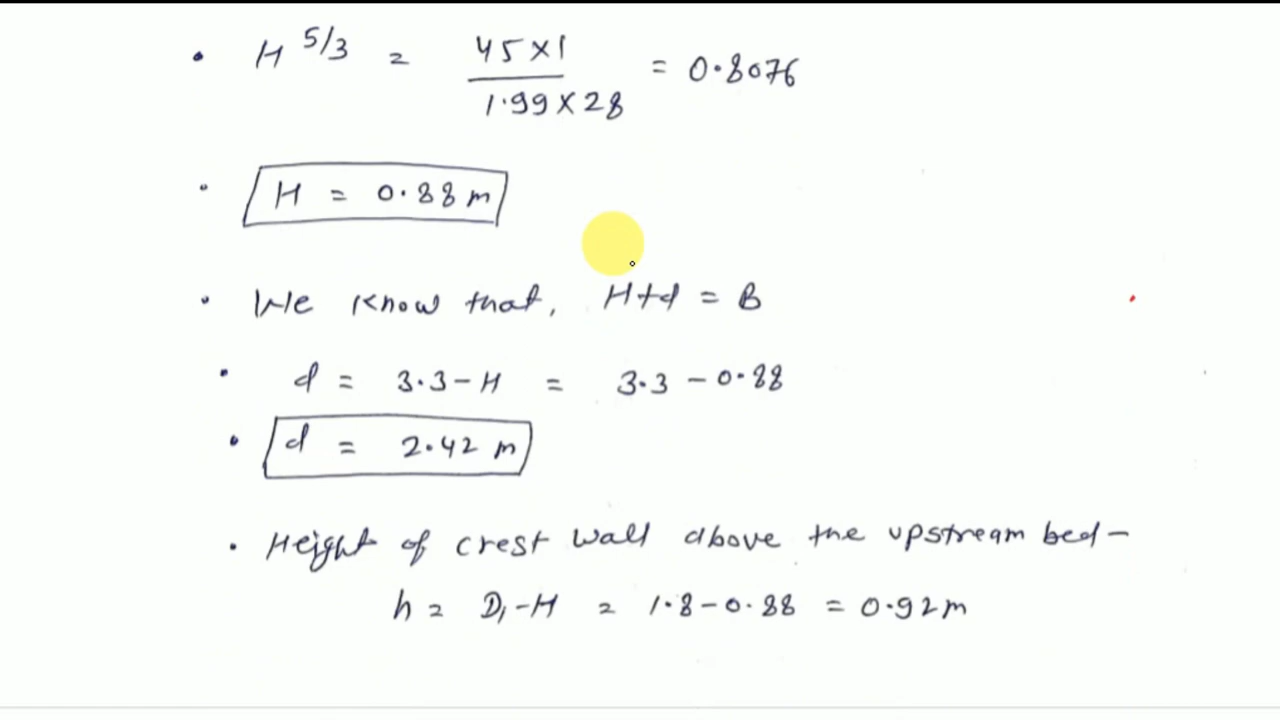 • H^5/3 = 45×1 / 1.99×28 = 0.8076
• H = 0.88 m
• We know that, H+d = B
• d = 3.3-H = 3.3 - 0.88
• d = 2.42 m
• Height of crest wall above the upstream bed-
h = D₁-H = 1.8-0.88 = 0.92m